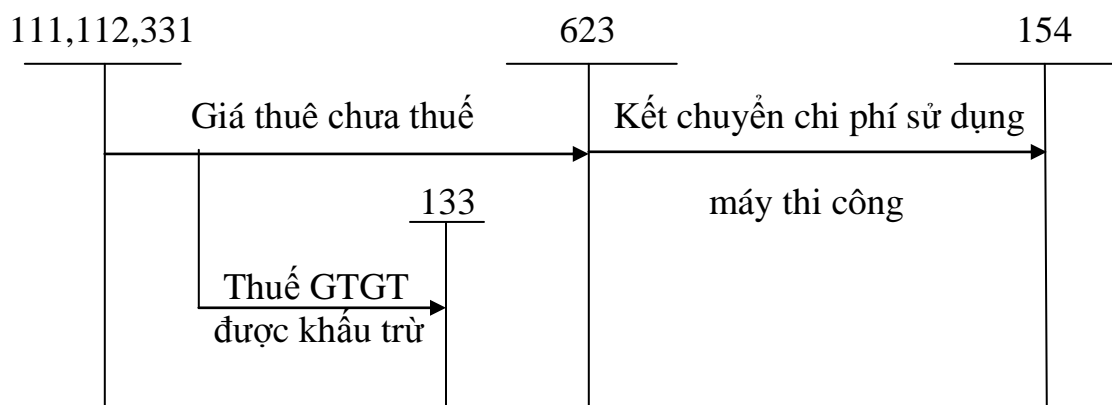 111,112,331 623 154
Giá thuê chưa thuế Kết chuyển chi phí sử dụng
133 máy thi công
Thuế GTGT
được khấu trừ